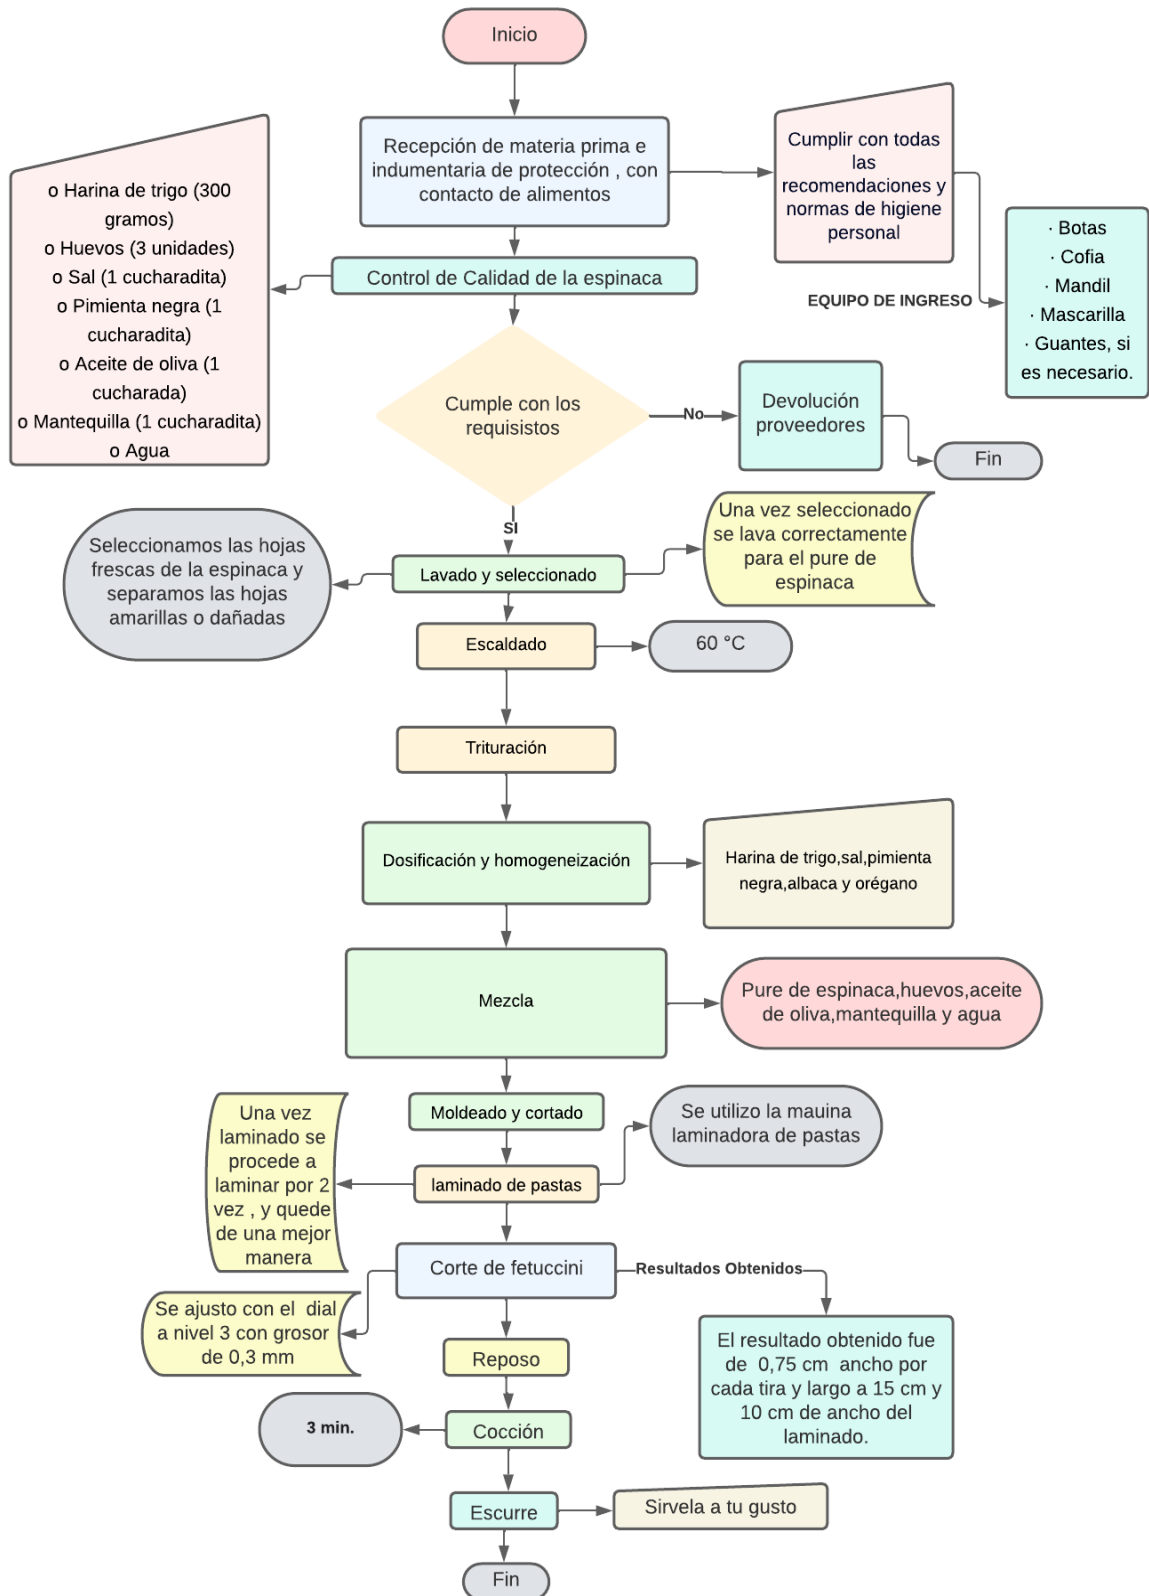 Inicio
Recepción de materia prima e
indumentaria de protección , con
contacto de alimentos
Cumplir con todas
las
recomendaciones y
normas de higiene
personal
EQUIPO DE INGRESO
· Botas
· Cofia
· Mandil
· Mascarilla
· Guantes, si
es necesario.
o Harina de trigo (300
gramos)
o Huevos (3 unidades)
o Sal (1 cucharadita)
o Pimienta negra (1
cucharadita)
o Aceite de oliva (1
cucharada)
o Mantequilla (1 cucharadita)
o Agua
Control de Calidad de la espinaca
Cumple con los
requisistos
No
Devolución
proveedores
Fin
SI
Seleccionamos las hojas
frescas de la espinaca y
separamos las hojas
amarillas o dañadas
Lavado y seleccionado
Una vez seleccionado
se lava correctamente
para el pure de
espinaca
Escaldado
60 °C
Trituración
Dosificación y homogeneización
Harina de trigo,sal,pimienta
negra,albaca y orégano
Mezcla
Pure de espinaca,huevos,aceite
de oliva,mantequilla y agua
Moldeado y cortado
Se utilizo la mauina
laminadora de pastas
laminado de pastas
Una vez
laminado se
procede a
laminar por 2
vez , y quede
de una mejor
manera
Corte de fetuccini
Resultados Obtenidos
Se ajusto con el dial
a nivel 3 con grosor
de 0,3 mm
El resultado obtenido fue
de 0,75 cm ancho por
cada tira y largo a 15 cm y
10 cm de ancho del
laminado.
Reposo
3 min.
Cocción
Escurre
Sirvela a tu gusto
Fin